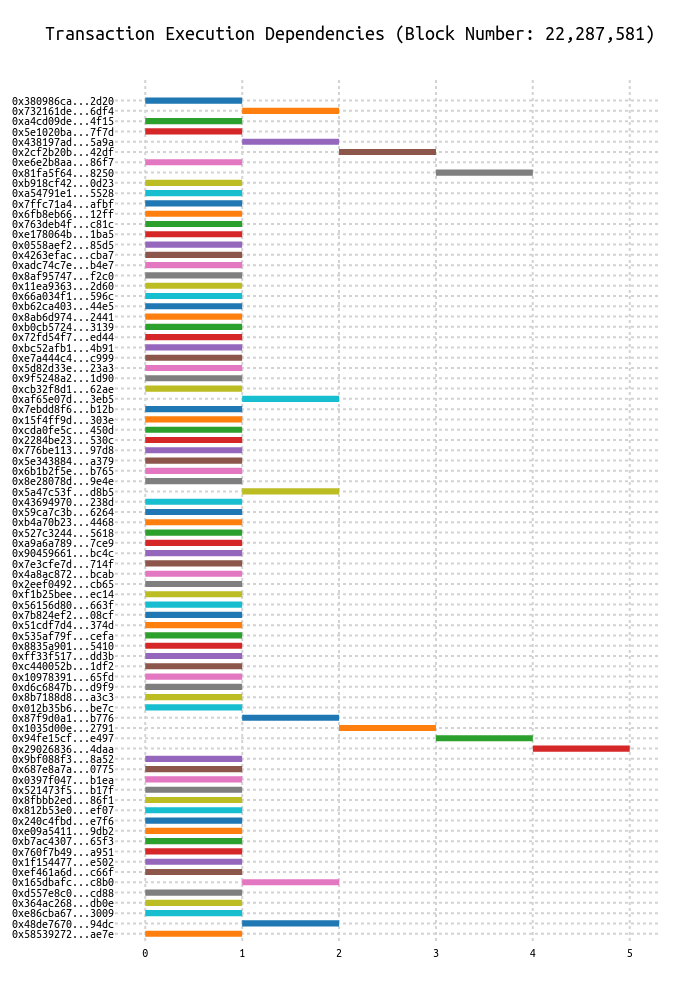 Transaction Execution Dependencies (Block Number: 22,287,581)
0x380986ca...2d20
0x732161de...6df4
0xa4cd09de...4f15
0x5e1020ba...7f7d
0x438197ad...5a9a
0x2cf2b20b...42df
0xe6e2b8aa...86f7
0x81fa5f64...8250
0xb918cf42...0d23
0xa54791e1...5528
0x7ffc71a4...afbf
0x6fb8eb66...12ff
0x763deb4f...c81c
0xe178064b...1ba5
0x0558aef2...85d5
0x4263efac...cba7
0xadc74c7e...b4e7
0x8af95747...f2c0
0x11ea9363...2d60
0x66a034f1...596c
0xb62ca403...44e5
0x8ab6d974...2441
0xb0cb5724...3139
0x72fd54f7...ed44
0xbc52afb1...4b91
0xe7a444c4...c999
0x5d82d33e...23a3
0x9f5248a2...1d90
0xcb32f8d1...62ae
0xaf65e07d...3eb5
0x7ebdd8f6...b12b
0x15f4ff9d...303e
0xcda0fe5c...450d
0x2284be23...530c
0x776be113...97d8
0x5e343884...a379
0x6b1b2f5e...b765
0x8e28078d...9e4e
0x5a47c53f...d8b5
0x43694970...238d
0x59ca7c3b...6264
0xb4a70b23...4468
0x527c3244...5618
0xa9a6a789...7ce9
0x90459661...bc4c
0x7e3cfe7d...714f
0x4a8ac872...bcab
0x2eef0492...cb65
0xf1b25bee...ec14
0x56156d80...663f
0x7b824ef2...08cf
0x51cdf7d4...374d
0x535af79f...cefa
0x8835a901...5410
0xff33f517...dd3b
0xc440052b...1df2
0x10978391...65fd
0xd6c6847b...d9f9
0x8b7188d8...a3c3
0x012b35b6...be7c
0x87f9d0a1...b776
0x1035d00e...2791
0x94fe15cf...e497
0x29026836...4daa
0x9bf088f3...8a52
0x687e8a7a...0775
0x0397f047...b1ea
0x521473f5...b17f
0x8fbbb2ed...86f1
0x812b53e0...ef07
0x240c4fbd...e7f6
0xe09a5411...9db2
0xb7ac4307...65f3
0x760f7b49...a951
0x1f154477...e502
0xef461a6d...c66f
0x165dbafc...c8b0
0xd557e8c0...cd88
0x364ac268...db0e
0xe86cba67...3009
0x48de7670...94dc
0x58539272...ae7e
0 1 2 3 4 5